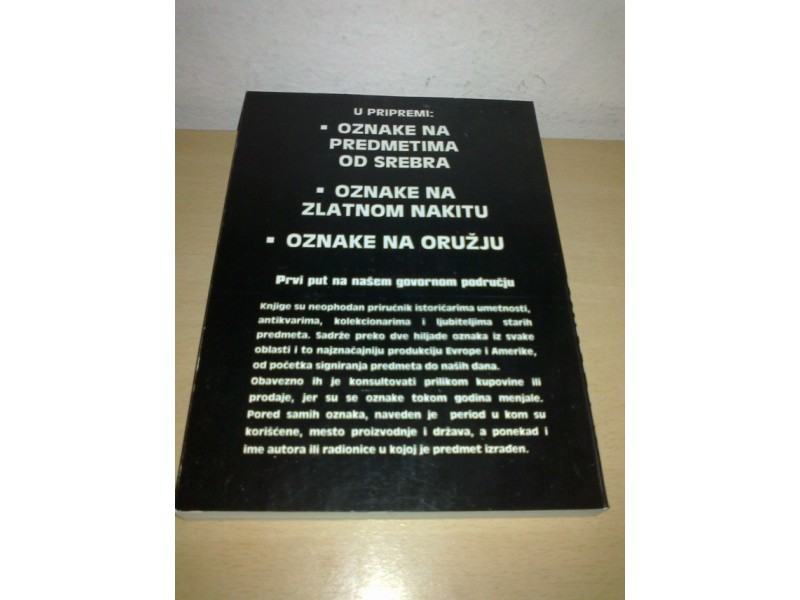 U PRIPREMI:
▪ OZNAKE NA
PREDMETIMA
OD SREBRA
▪ OZNAKE NA
ZLATNOM NAKITU
▪ OZNAKE NA ORUŽJU
Prvi put na našem govornom području
Knjige su neophodan priručnik istoričarima umetnosti,
antikvarima, kolekcionarima i ljubiteljima starih
predmeta. Sadrže preko dve hiljade oznaka iz svake
oblasti i to najznačajniju produkciju Evrope i Amerike,
od početka signiranja predmeta do naših dana.
Obavezno ih je konsultovati prilikom kupovine ili
prodaje, jer su se oznake tokom godina menjale.
Pored samih oznaka, naveden je period u kom su
korišćene, mesto proizvodnje i država, a ponekad i
ime autora ili radionice u kojoj je predmet izrađen.